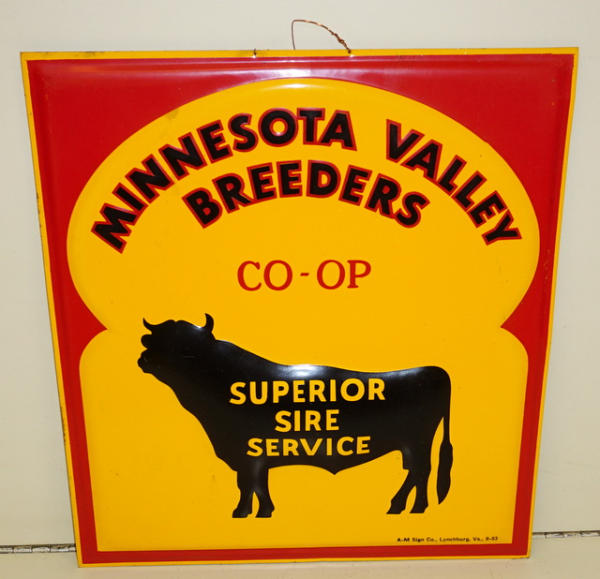 MINNESOTA VALLEY
BREEDERS
CO-OP
SUPERIOR
SIRE
SERVICE
A-M Sign Co., Lynchburg, Va.,